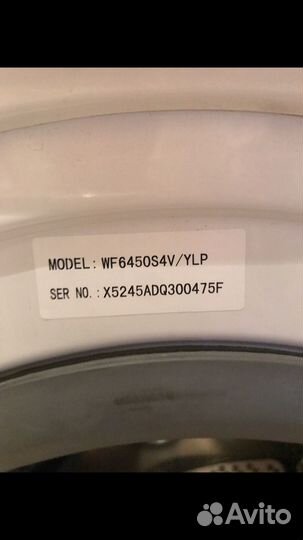 MODEL: WF6450S4V/YLP
SER NO.: X5245ADQ300475F
Avito